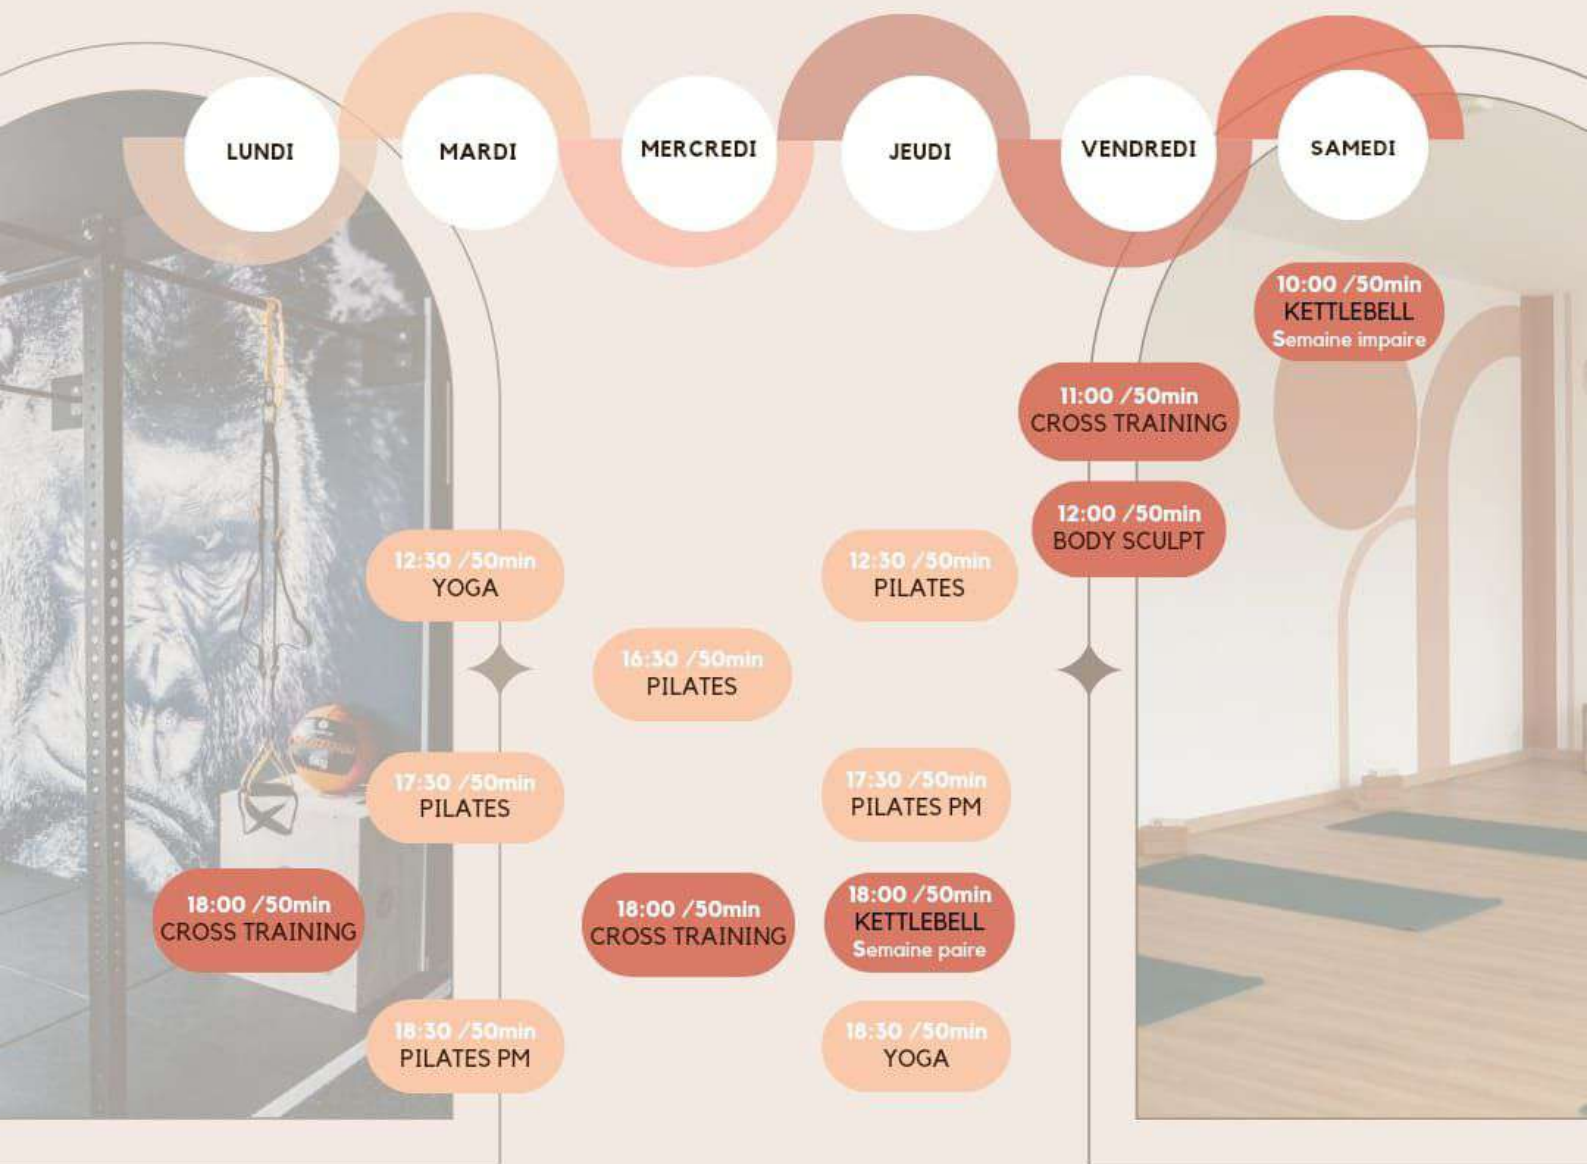 LUNDI
MARDI
MERCREDI
JEUDI
VENDREDI
SAMEDI
10:00 /50min
KETTLEBELL
Semaine impaire
11:00 /50min
CROSS TRAINING
12:00 /50min
BODY SCULPT
12:30 /50min
YOGA
12:30 /50min
PILATES
16:30 /50min
PILATES
17:30 /50min
PILATES
17:30 /50min
PILATES PM
18:00 /50min
CROSS TRAINING
18:00 /50min
CROSS TRAINING
18:00 /50min
KETTLEBELL
Semaine paire
18:30 /50min
PILATES PM
18:30 /50min
YOGA